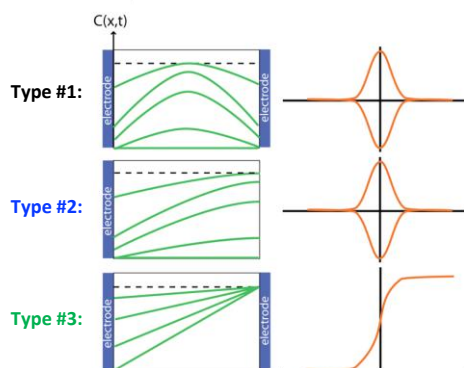 C(x,t)
Type #1:
electrode
electrode
Type #2:
electrode
Type #3:
electrode
electrode